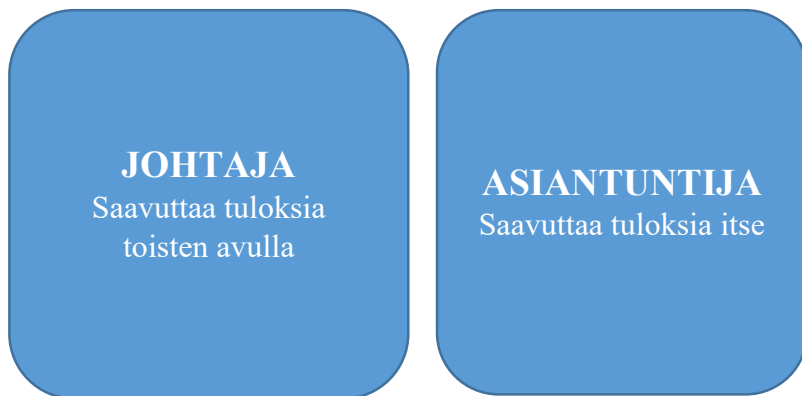 JOHTAJA
Saavuttaa tuloksia
toisten avulla
ASIANTUNTIJA
Saavuttaa tuloksia itse